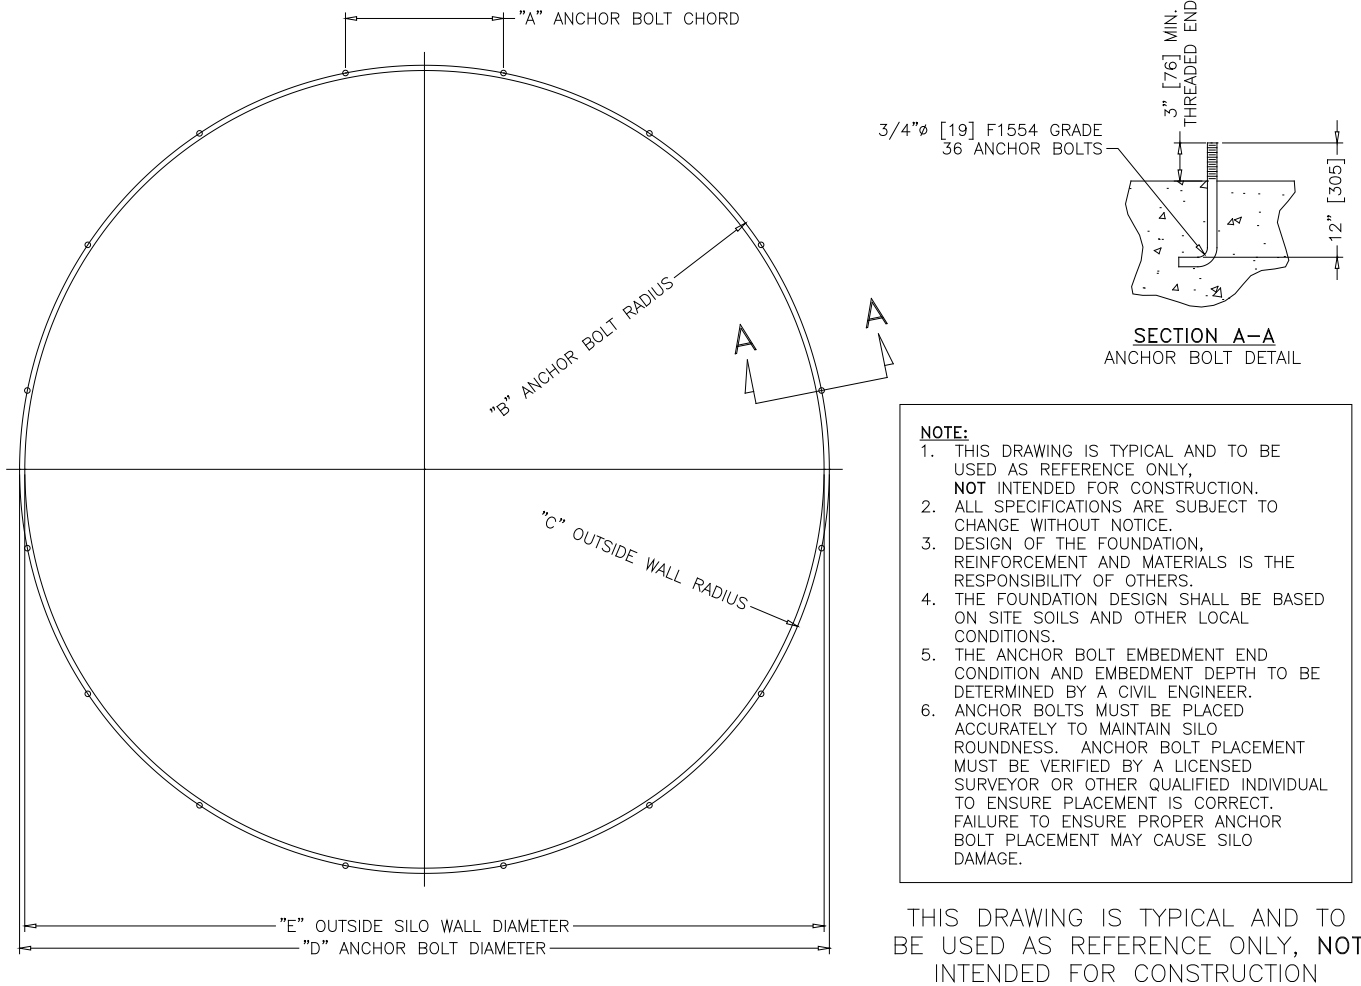 "A" ANCHOR BOLT CHORD
3" [76] MIN.
THREADED END
3/4"ø [19] F1554 GRADE
36 ANCHOR BOLTS
12" [305]
SECTION A-A
ANCHOR BOLT DETAIL
A
A
"B" ANCHOR BOLT RADIUS
"C" OUTSIDE WALL RADIUS
"E" OUTSIDE SILO WALL DIAMETER
"D" ANCHOR BOLT DIAMETER
NOTE:
1. THIS DRAWING IS TYPICAL AND TO BE
USED AS REFERENCE ONLY,
NOT INTENDED FOR CONSTRUCTION.
2. ALL SPECIFICATIONS ARE SUBJECT TO
CHANGE WITHOUT NOTICE.
3. DESIGN OF THE FOUNDATION,
REINFORCEMENT AND MATERIALS IS THE
RESPONSIBILITY OF OTHERS.
4. THE FOUNDATION DESIGN SHALL BE BASED
ON SITE SOILS AND OTHER LOCAL
CONDITIONS.
5. THE ANCHOR BOLT EMBEDMENT END
CONDITION AND EMBEDMENT DEPTH TO BE
DETERMINED BY A CIVIL ENGINEER.
6. ANCHOR BOLTS MUST BE PLACED
ACCURATELY TO MAINTAIN SILO
ROUNDNESS. ANCHOR BOLT PLACEMENT
MUST BE VERIFIED BY A LICENSED
SURVEYOR OR OTHER QUALIFIED INDIVIDUAL
TO ENSURE PLACEMENT IS CORRECT.
FAILURE TO ENSURE PROPER ANCHOR
BOLT PLACEMENT MAY CAUSE SILO
DAMAGE.
THIS DRAWING IS TYPICAL AND TO
BE USED AS REFERENCE ONLY, NOT
INTENDED FOR CONSTRUCTION